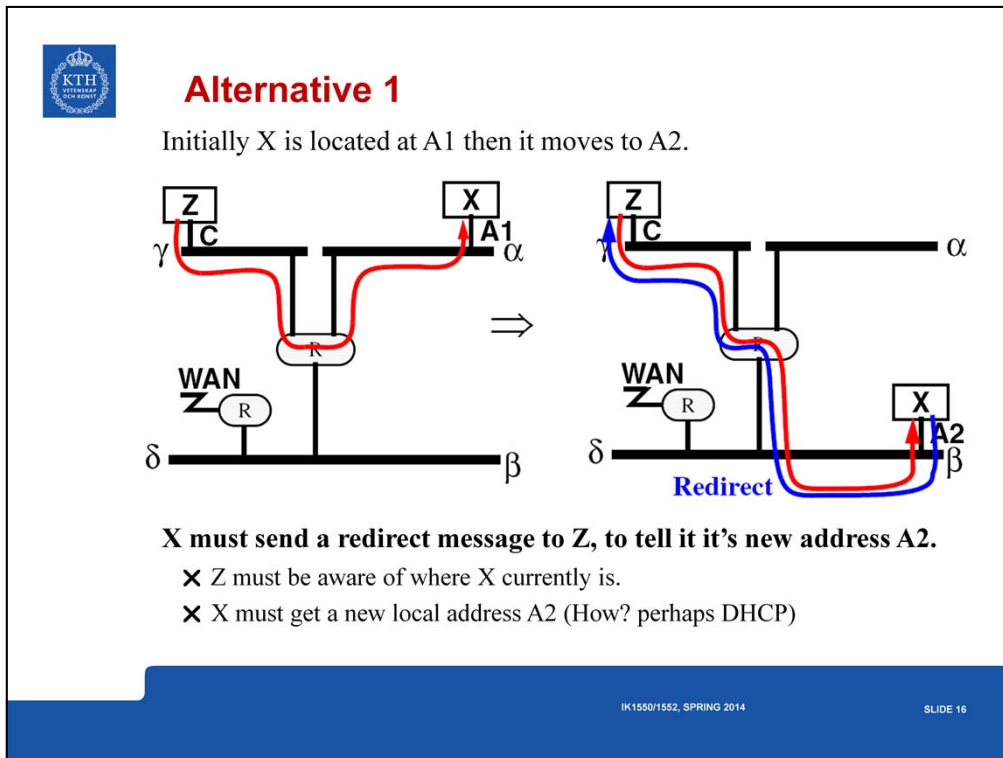 KTH
VETENSKAP
OCH KONST
Alternative 1
Initially X is located at A1 then it moves to A2.
Z
C
γ
X
A1
α
R
WAN
R
δ
β
⇒
Z
C
γ
α
R
WAN
R
X
A2
δ
β
Redirect
X must send a redirect message to Z, to tell it it's new address A2.
✕ Z must be aware of where X currently is.
✕ X must get a new local address A2 (How? perhaps DHCP)
IK1550/1552, SPRING 2014
SLIDE 16